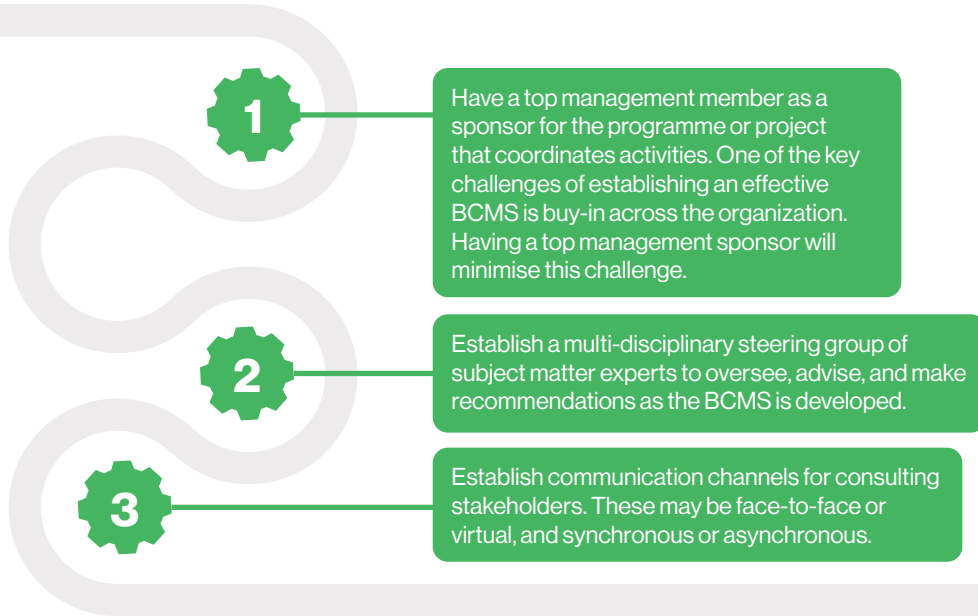 1
Have a top management member as a
sponsor for the programme or project
that coordinates activities. One of the key
challenges of establishing an effective
BCMS is buy-in across the organization.
Having a top management sponsor will
minimise this challenge.
2
Establish a multi-disciplinary steering group of
subject matter experts to oversee, advise, and make
recommendations as the BCMS is developed.
3
Establish communication channels for consulting
stakeholders. These may be face-to-face or
virtual, and synchronous or asynchronous.